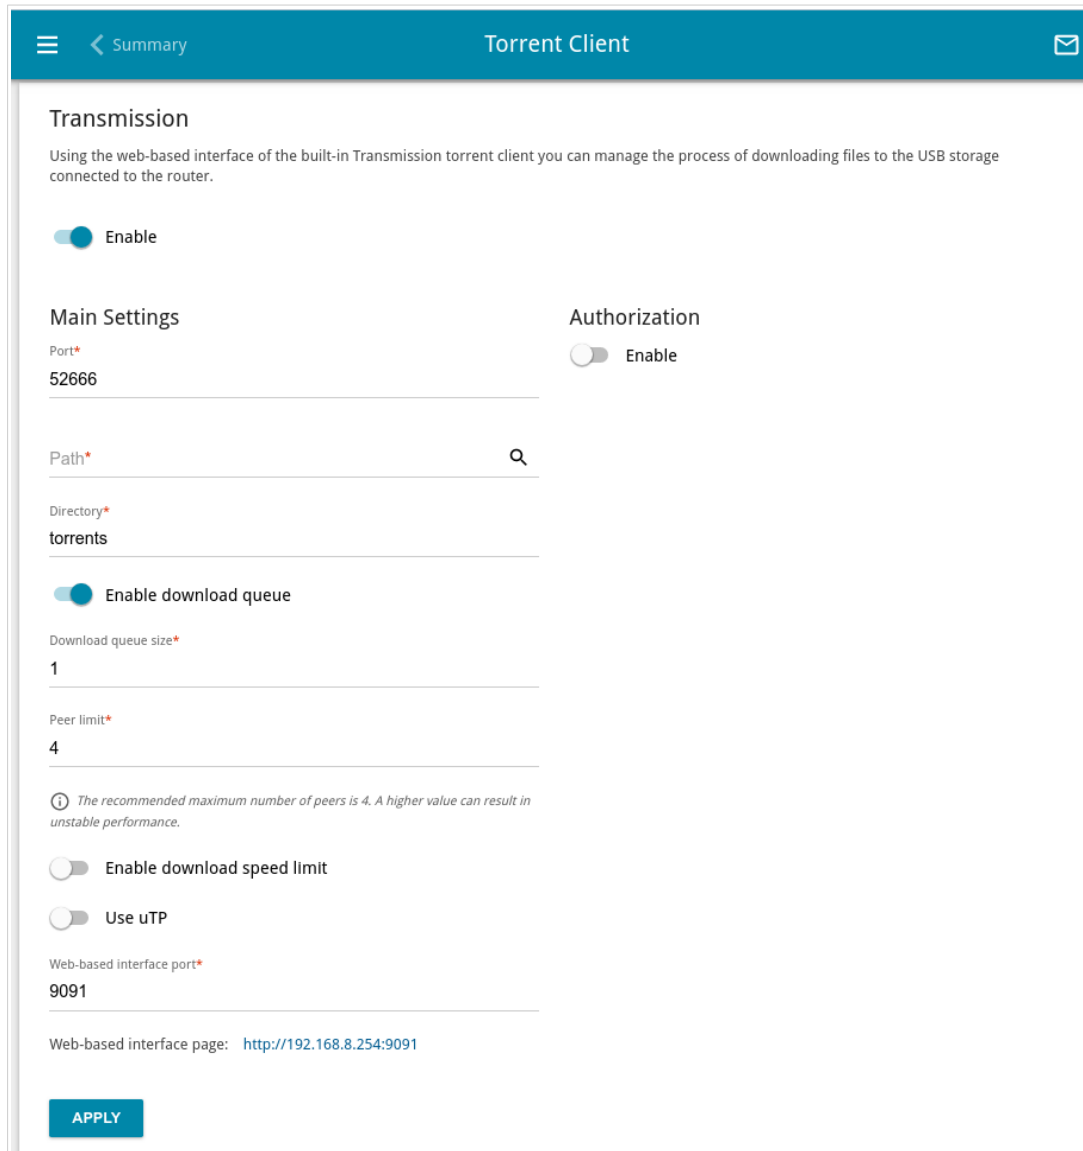 Summary
Torrent Client
Transmission
Using the web-based interface of the built-in Transmission torrent client you can manage the process of downloading files to the USB storage
connected to the router.
Enable
Main Settings
Port*
52666
Path*
Directory*
torrents
Enable download queue
Download queue size*
1
Peer limit*
4
The recommended maximum number of peers is 4. A higher value can result in
unstable performance.
Enable download speed limit
Use uTP
Web-based interface port*
9091
Web-based interface page: http://192.168.8.254:9091
APPLY
Authorization
Enable